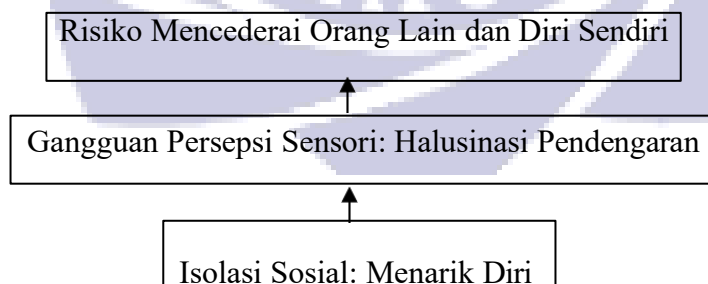 Risiko Mencederai Orang Lain dan Diri Sendiri
Gangguan Persepsi Sensori: Halusinasi Pendengaran
Isolasi Sosial: Menarik Diri